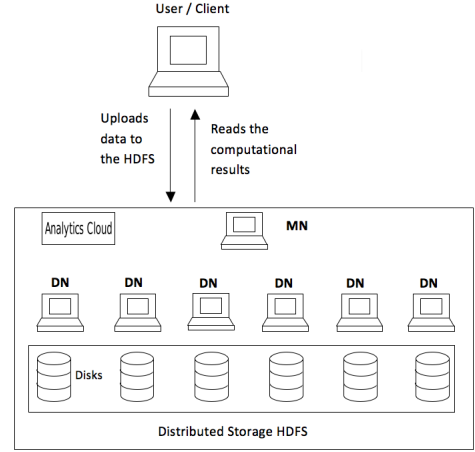 User / Client
Uploads
data to
the HDFS
Reads the
computational
results
Analytics Cloud
MN
DN DN DN DN DN DN
Disks
Distributed Storage HDFS